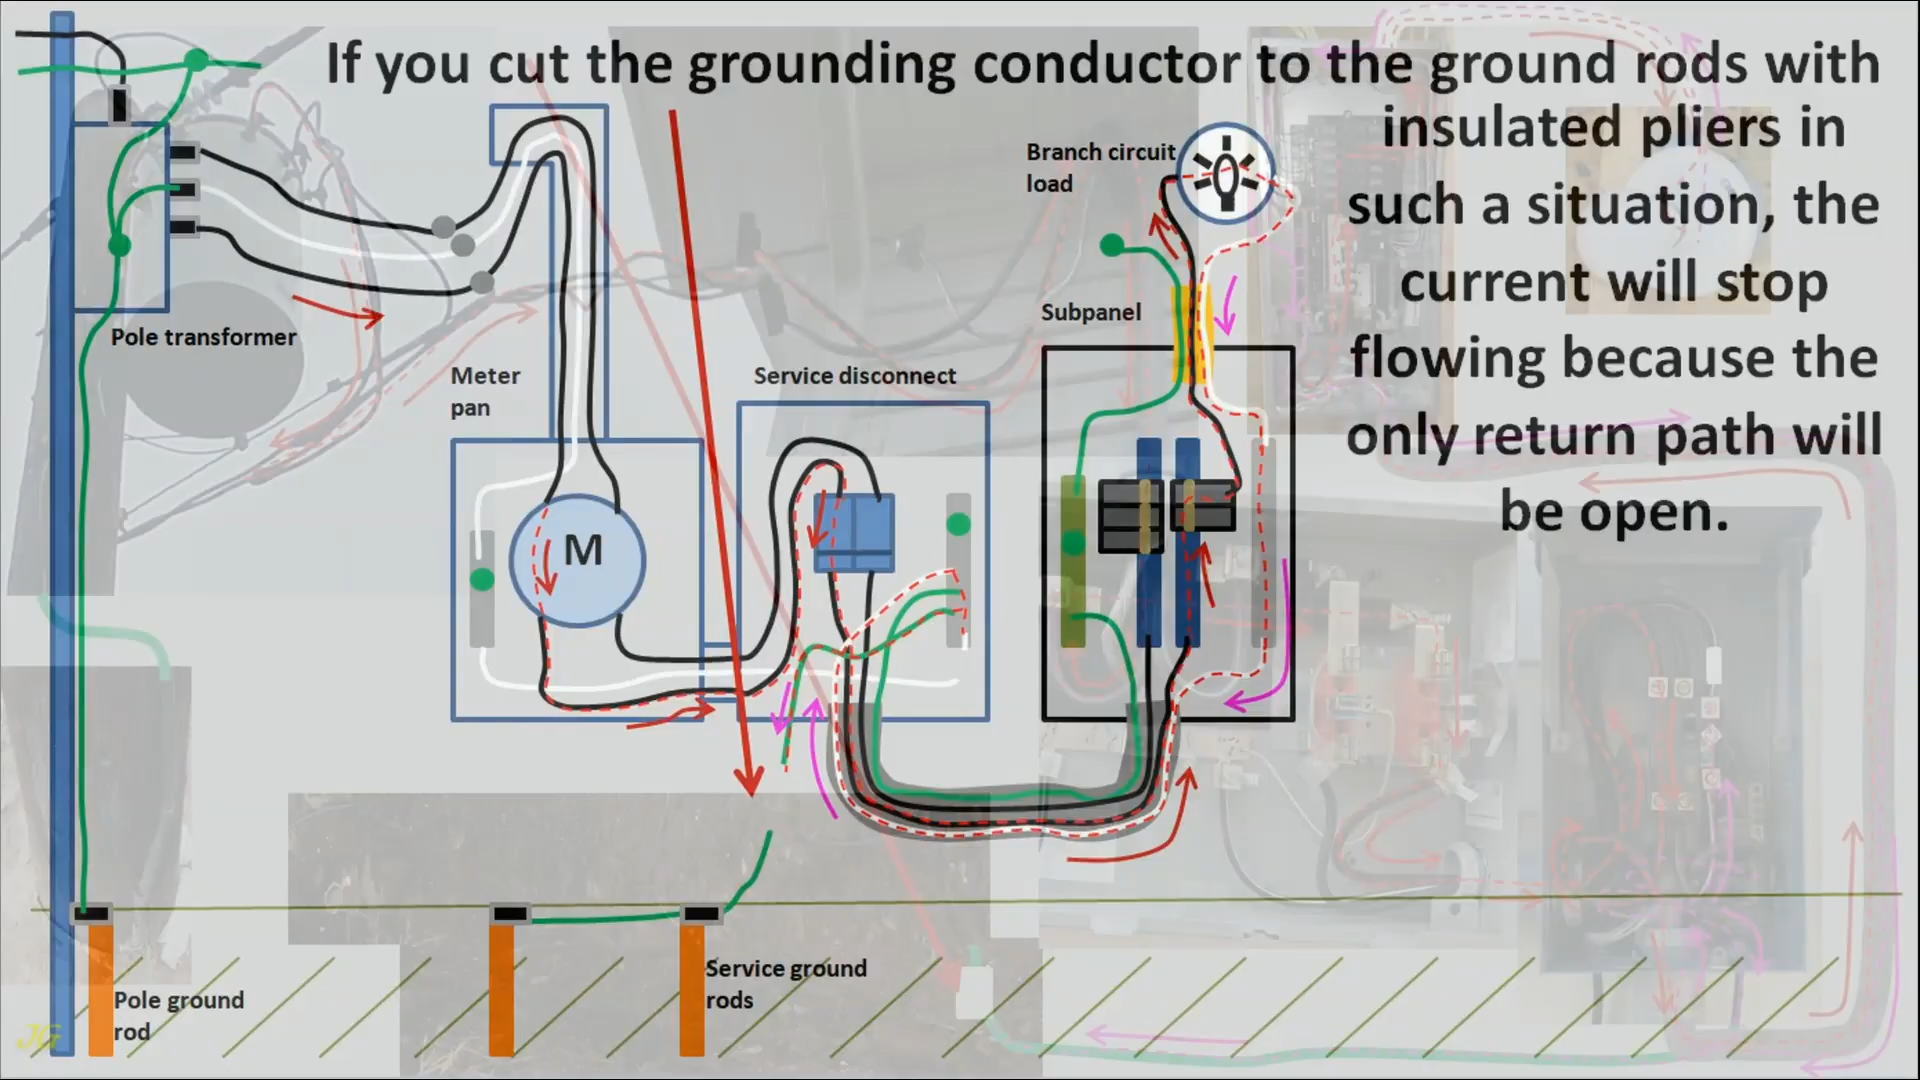 If you cut the grounding conductor to the ground rods with
insulated pliers in
such a situation, the
current will stop
flowing because the
only return path will
be open.
Branch circuit
load
Subpanel
Pole transformer
Meter
pan
Service disconnect
M
Service ground
rods
Pole ground
rod
JG